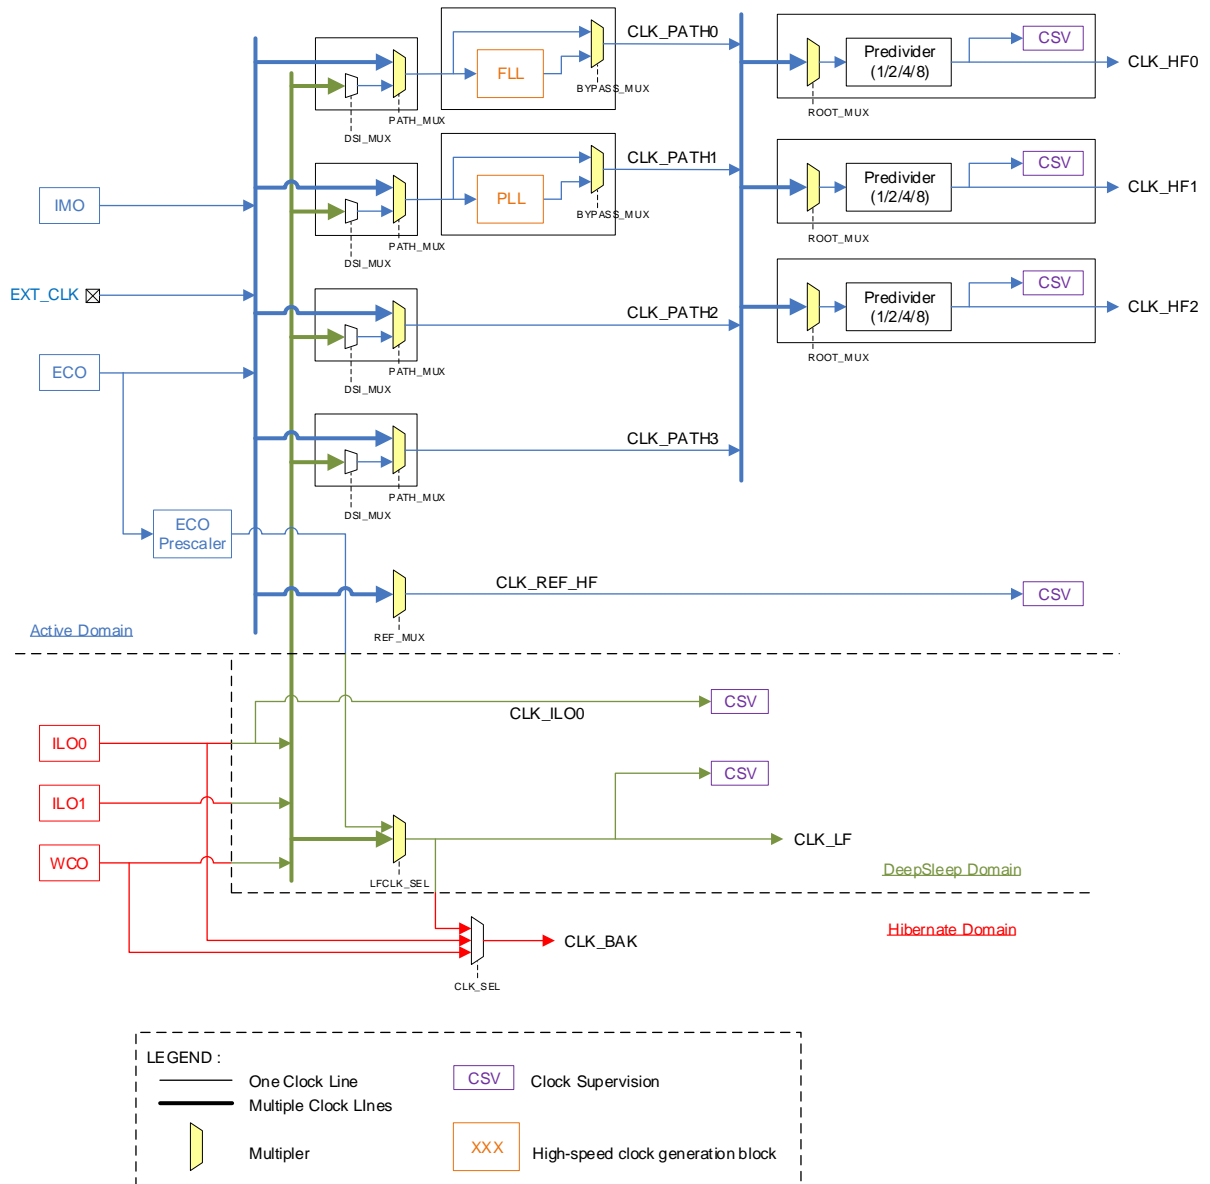 CLK_PATH0
CSV
Predivider
(1/2/4/8)
CLK_HF0
FLL
BYPASS_MUX
ROOT_MUX
PATH_MUX
DSI_MUX
CLK_PATH1
CSV
Predivider
(1/2/4/8)
CLK_HF1
IMO
PLL
BYPASS_MUX
ROOT_MUX
PATH_MUX
DSI_MUX
EXT_CLK
CLK_PATH2
CSV
Predivider
(1/2/4/8)
CLK_HF2
ROOT_MUX
ECO
PATH_MUX
DSI_MUX
CLK_PATH3
PATH_MUX
DSI_MUX
ECO
Prescaler
CLK_REF_HF
CSV
REF_MUX
Active Domain
CSV
CLK_ILO0
ILO0
CSV
ILO1
CLK_LF
WCO
LFCLK_SEL
DeepSleep Domain
Hibernate Domain
CLK_BAK
CLK_SEL
LEGEND :
One Clock Line
CSV
Clock Supervision
Multiple Clock LInes
Multipler
XXX
High-speed clock generation block